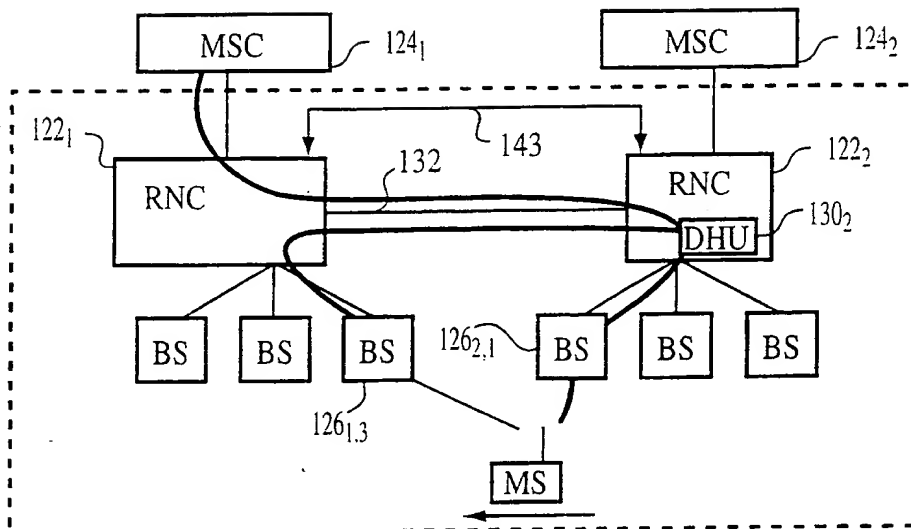 MSC 124₁ MSC 124₂
143
122₁ 132 122₂
RNC RNC
130₂
DHU
126₂,₁
BS BS BS BS BS BS
126₁,₃
MS